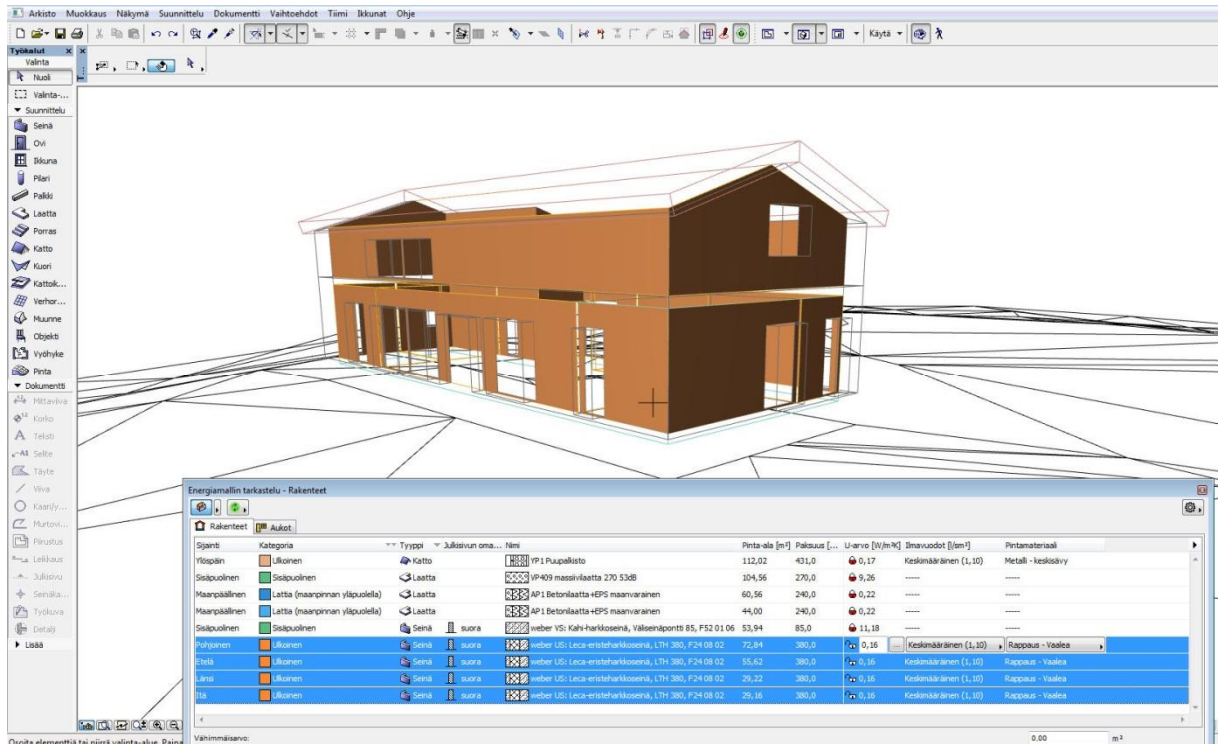 Arkisto Muokkaus Näkymä Suunnittelu Dokumentti Vaihtoehdot Tiimi Ikkunat Ohje
Käytä
Työkalut
Valinta
Nuoli
Valinta-...
Suunnittelu
Seinä
Ovi
Ikkuna
Pilari
Palkki
Laatta
Porras
Katto
Kuori
Kattoik...
Verhor...
Muunne
Objekti
Vyöhyke
Pinta
Dokumentti
Mittaviiva
Korko
Teksti
A1 Selite
Täyte
Viiva
Kaari/y...
Murtovi...
Piirustus
Leikkaus
Julkisivu
Seinäka...
Työkuva
Detalji
Lisää
Energiamallin tarkastelu - Rakenteet
Rakenteet Aukot
Sijainti Kategoria Tyyppi Julkisivun oma... Nimi Pinta-ala [m²] Paksuus [... U-arvo [W/m²K] Ilmavuodot [l/sm²] Pintamateriaali
Ylöspäin Ulkoinen Katto YP1 Puupalkisto 112,02 431,0 0,17 Keskimääräinen (1,10) Metalli - keskisävy
Sisäpuolinen Sisäpuolinen Laatta VP409 massiivilaatta 270 53dB 104,56 270,0 9,26 ----- -----
Maanpäällinen Lattia (maanpinnan yläpuolella) Laatta AP1 Betonilaatta+EPS maanvarainen 60,56 240,0 0,22 ----- -----
Maanpäällinen Lattia (maanpinnan yläpuolella) Laatta AP1 Betonilaatta+EPS maanvarainen 44,00 240,0 0,22 ----- -----
Sisäpuolinen Sisäpuolinen Seinä suora weber VS: Kahi-harkkoseinä, Väliseinäpontti 85, F52 01 06 53,94 85,0 11,18 ----- -----
Pohjoinen Ulkoinen Seinä suora weber US: Leca-eristeharkkoseinä, LTH 380, F24 08 02 72,84 380,0 0,16 ... Keskimääräinen (1,10) Rappaus - Vaalea
Etelä Ulkoinen Seinä suora weber US: Leca-eristeharkkoseinä, LTH 380, F24 08 02 55,62 380,0 0,16 Keskimääräinen (1,10) Rappaus - Vaalea
Länsi Ulkoinen Seinä suora weber US: Leca-eristeharkkoseinä, LTH 380, F24 08 02 29,22 380,0 0,16 Keskimääräinen (1,10) Rappaus - Vaalea
Itä Ulkoinen Seinä suora weber US: Leca-eristeharkkoseinä, LTH 380, F24 08 02 29,16 380,0 0,16 Keskimääräinen (1,10) Rappaus - Vaalea
Vähimmäisarvo: 0,00 m²
Osoita elementtiä tai piirrä valinta-alue.